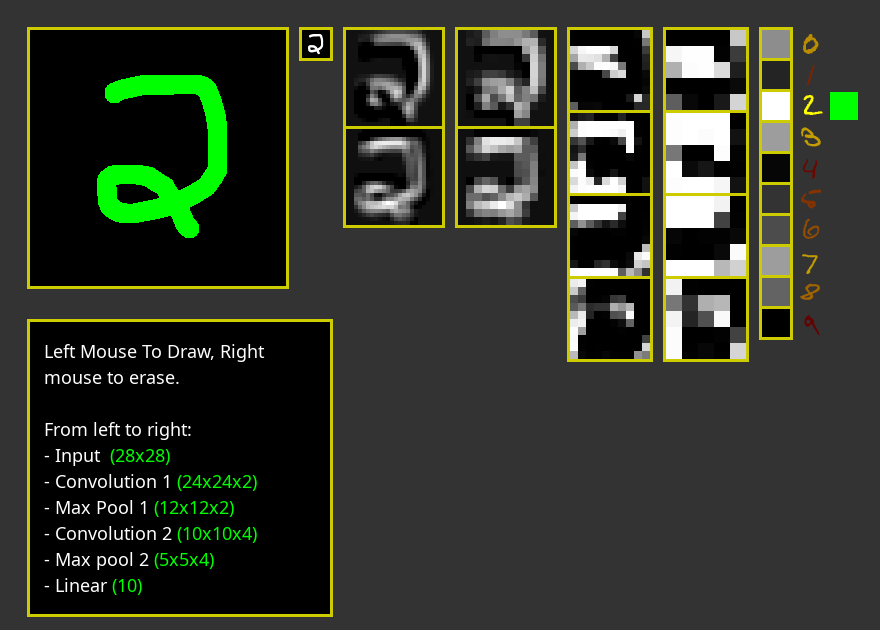 2
2
0
1
2
3
4
5
6
7
8
9
Left Mouse To Draw, Right
mouse to erase.
From left to right:
- Input (28x28)
- Convolution 1 (24x24x2)
- Max Pool 1 (12x12x2)
- Convolution 2 (10x10x4)
- Max pool 2 (5x5x4)
- Linear (10)